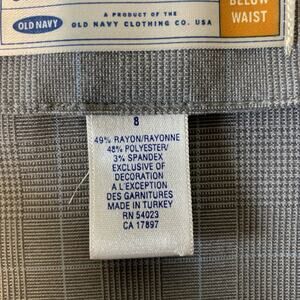 A PRODUCT OF THE
OLD NAVY
OLD NAVY CLOTHING CO. USA
BELOW
WAIST
8
49% RAYON/RAYONNE
48% POLYESTER/
3% SPANDEX
EXCLUSIVE OF
DECORATION
A L'EXCEPTION
DES GARNITURES
MADE IN TURKEY
RN 54023
CA 17897